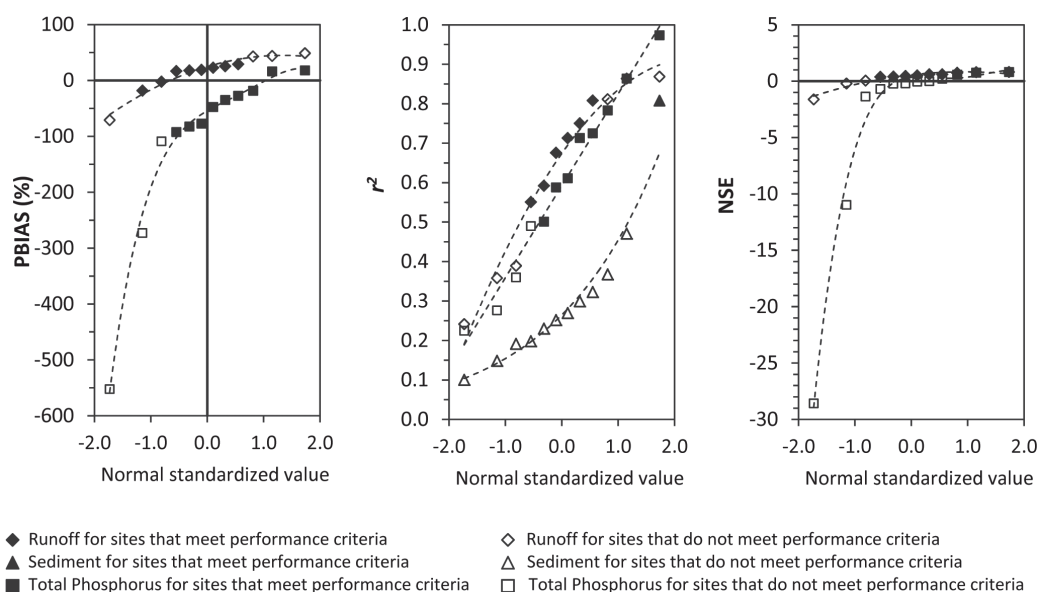 PBIAS (%)
100
0
-100
-200
-300
-400
-500
-600
-2.0 -1.0 0.0 1.0 2.0
Normal standardized value
r²
1.0
0.9
0.8
0.7
0.6
0.5
0.4
0.3
0.2
0.1
0.0
-2.0 -1.0 0.0 1.0 2.0
Normal standardized value
NSE
5
0
-5
-10
-15
-20
-25
-30
-2.0 -1.0 0.0 1.0 2.0
Normal standardized value
Runoff for sites that meet performance criteria
Sediment for sites that meet performance criteria
Total Phosphorus for sites that meet performance criteria
Runoff for sites that do not meet performance criteria
Sediment for sites that do not meet performance criteria
Total Phosphorus for sites that do not meet performance criteria